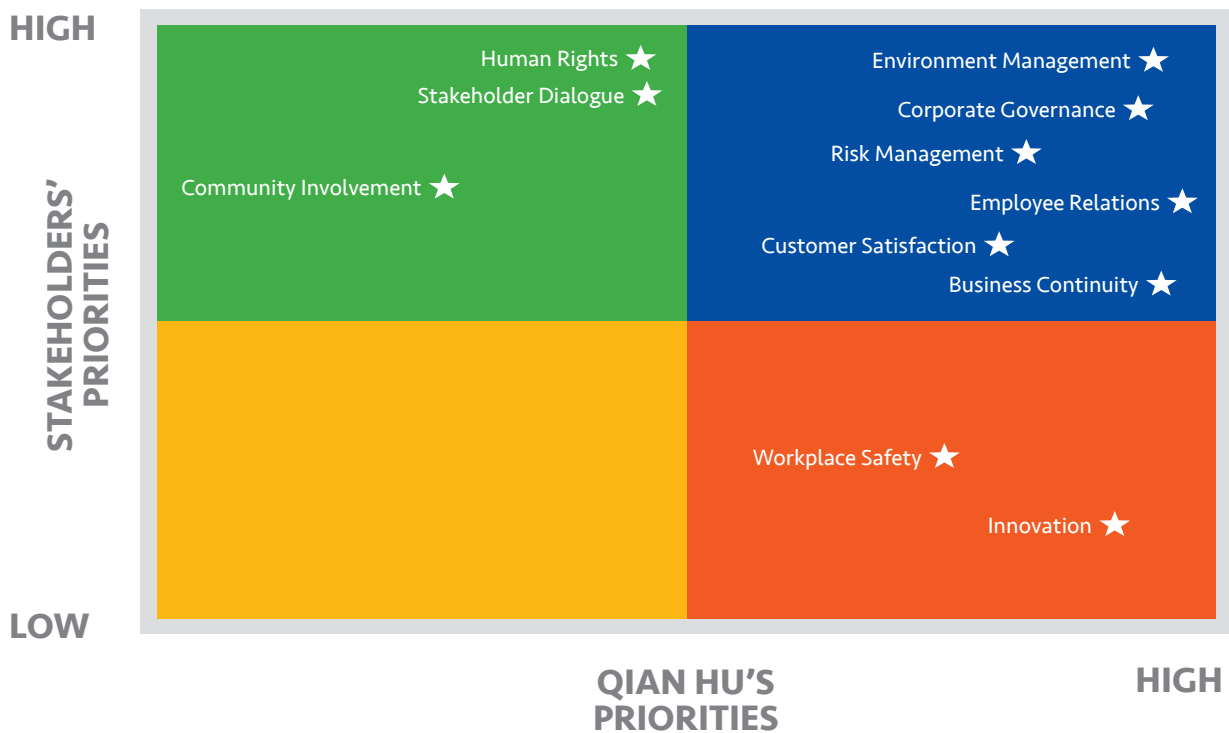 HIGH
Human Rights
Stakeholder Dialogue
Community Involvement
Environment Management
Corporate Governance
Risk Management
Employee Relations
Customer Satisfaction
Business Continuity
STAKEHOLDERS’
PRIORITIES
Workplace Safety
Innovation
LOW
QIAN HU’S
PRIORITIES
HIGH